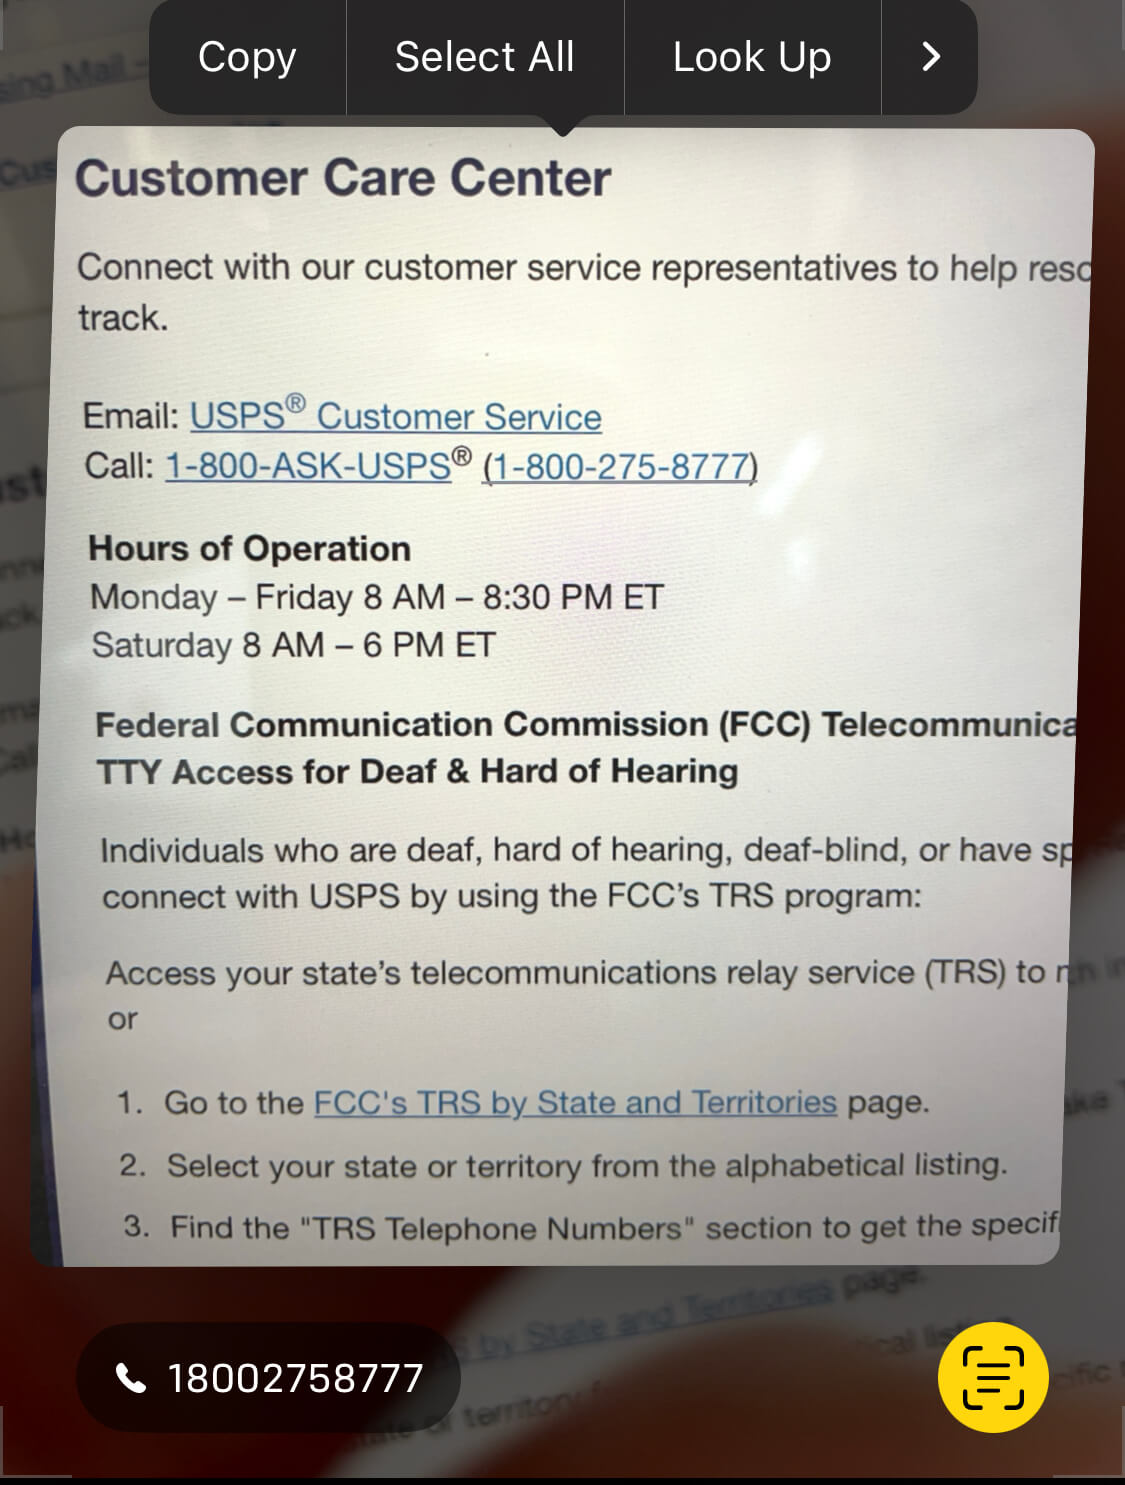 Copy Select All Look Up
Customer Care Center
Connect with our customer service representatives to help reso
track.
Email: USPS® Customer Service
Call: 1-800-ASK-USPS® (1-800-275-8777)
Hours of Operation
Monday – Friday 8 AM – 8:30 PM ET
Saturday 8 AM – 6 PM ET
Federal Communication Commission (FCC) Telecommunica
TTY Access for Deaf & Hard of Hearing
Individuals who are deaf, hard of hearing, deaf-blind, or have sp
connect with USPS by using the FCC’s TRS program:
Access your state’s telecommunications relay service (TRS) to r
or
1. Go to the FCC's TRS by State and Territories page.
2. Select your state or territory from the alphabetical listing.
3. Find the "TRS Telephone Numbers" section to get the specif
by State and Territories page.
18002758777
territory